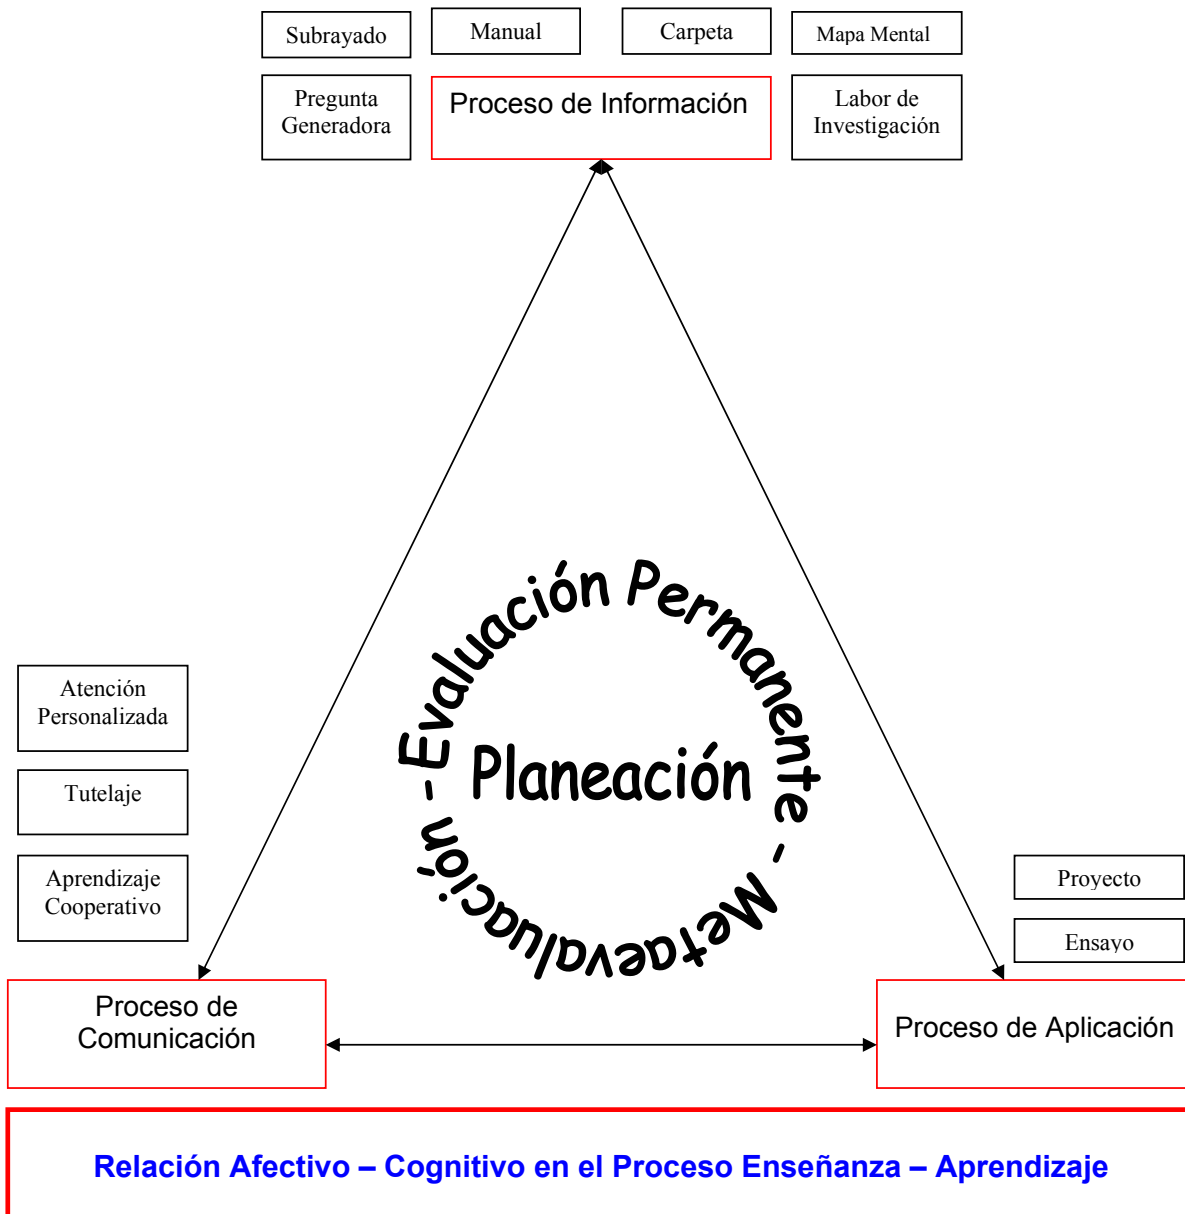 Subrayado
Manual
Carpeta
Mapa Mental
Pregunta
Generadora
Proceso de Información
Labor de
Investigación
Evaluación Permanente - Metaevaluación -
Planeación
Atención
Personalizada
Tutelaje
Aprendizaje
Cooperativo
Proyecto
Ensayo
Proceso de
Comunicación
Proceso de Aplicación
Relación Afectivo – Cognitivo en el Proceso Enseñanza – Aprendizaje